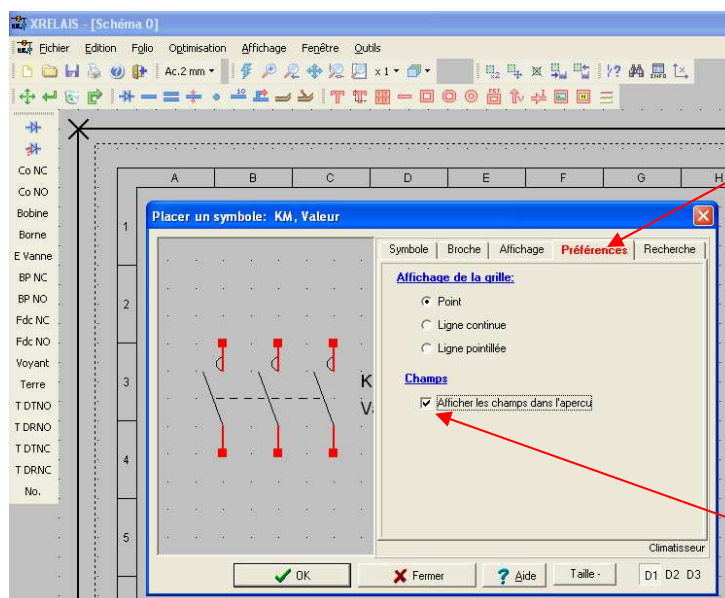 XRELAIS - [Schéma 0]
Fichier Edition Folio Optimisation Affichage Fenêtre Outils
Ac.2 mm x 1
Co NC
Co NO
Bobine
Borne
E Vanne
BP NC
BP NO
Fdc NC
Fdc NO
Voyant
Terre
T DTNO
T DRNO
T DTNC
T DRNC
No.
A B C D E F G H
1
2
3
4
5
Placer un symbole: KM, Valeur
Symbole Broche Affichage Préférences Recherche
Affichage de la grille:
Point
Ligne continue
Ligne pointillée
Champs
Afficher les champs dans l'apercu
K
Va
Climatisseur
OK Fermer Aide Taille - D1 D2 D3